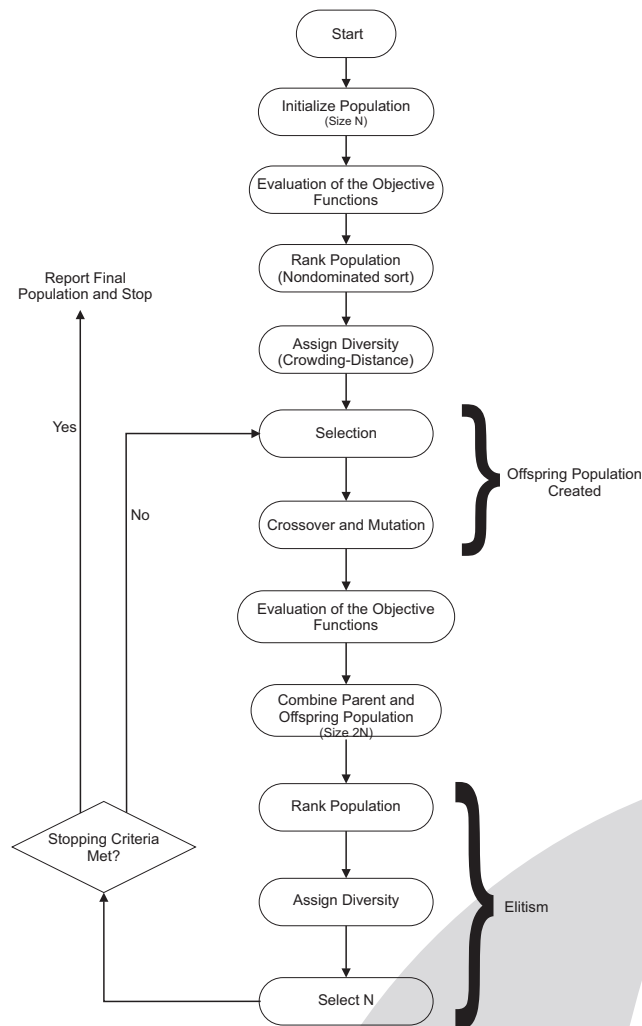 Start
Initialize Population
(Size N)
Evaluation of the Objective
Functions
Rank Population
(Nondominated sort)
Report Final
Population and Stop
Assign Diversity
(Crowding-Distance)
Yes
Selection
Offspring Population
Created
No
Crossover and Mutation
Evaluation of the Objective
Functions
Combine Parent and
Offspring Population
(Size 2N)
Rank Population
Stopping Criteria
Met?
Assign Diversity
Elitism
Select N